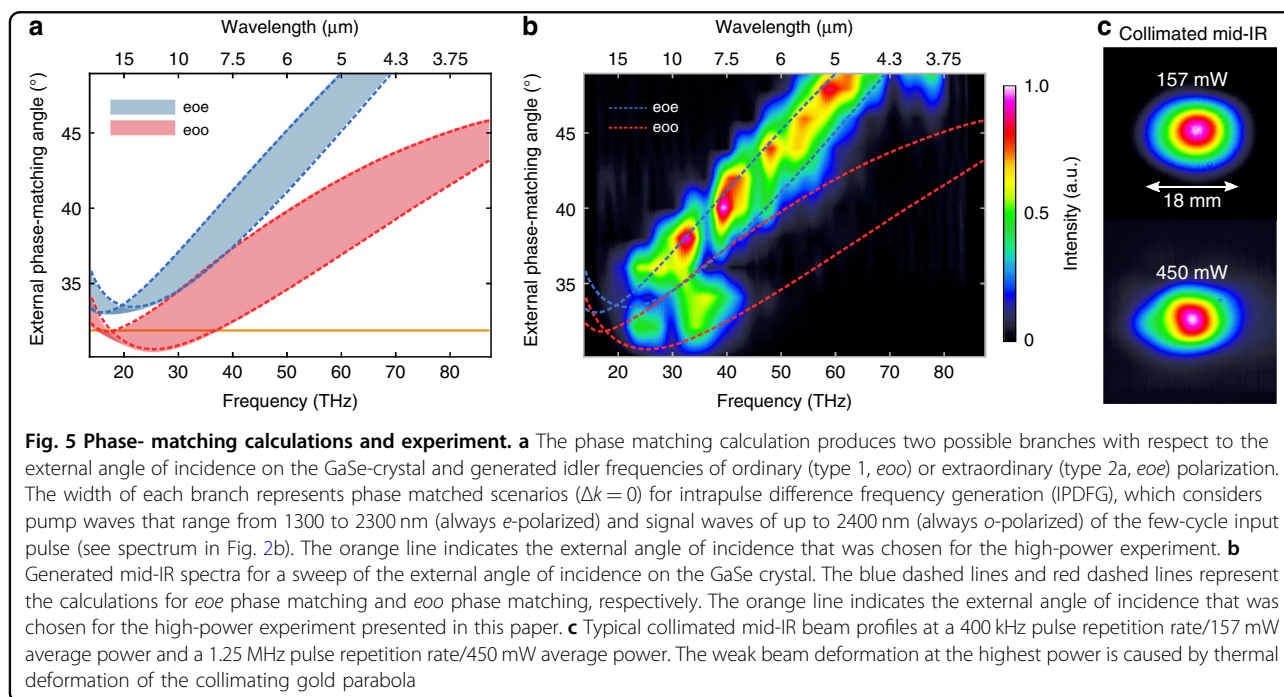 a
Wavelength (μm)
15 10 7.5 6 5 4.3 3.75
External phase-matching angle (°)
45
40
35
eoe
eoo
20 30 40 50 60 70 80
Frequency (THz)
b
Wavelength (μm)
15 10 7.5 6 5 4.3 3.75
External phase-matching angle (°)
45
40
35
eoe
eoo
20 30 40 50 60 70 80
Frequency (THz)
1.0
0.5
0
Intensity (a.u.)
c
Collimated mid-IR
157 mW
18 mm
450 mW
Fig. 5 Phase- matching calculations and experiment. a The phase matching calculation produces two possible branches with respect to the
external angle of incidence on the GaSe-crystal and generated idler frequencies of ordinary (type 1, eoo) or extraordinary (type 2a, eoe) polarization.
The width of each branch represents phase matched scenarios (Δk = 0) for intrapulse difference frequency generation (IPDFG), which considers
pump waves that range from 1300 to 2300 nm (always e-polarized) and signal waves of up to 2400 nm (always o-polarized) of the few-cycle input
pulse (see spectrum in Fig. 2b). The orange line indicates the external angle of incidence that was chosen for the high-power experiment. b
Generated mid-IR spectra for a sweep of the external angle of incidence on the GaSe crystal. The blue dashed lines and red dashed lines represent
the calculations for eoe phase matching and eoo phase matching, respectively. The orange line indicates the external angle of incidence that was
chosen for the high-power experiment presented in this paper. c Typical collimated mid-IR beam profiles at a 400 kHz pulse repetition rate/157 mW
average power and a 1.25 MHz pulse repetition rate/450 mW average power. The weak beam deformation at the highest power is caused by thermal
deformation of the collimating gold parabola